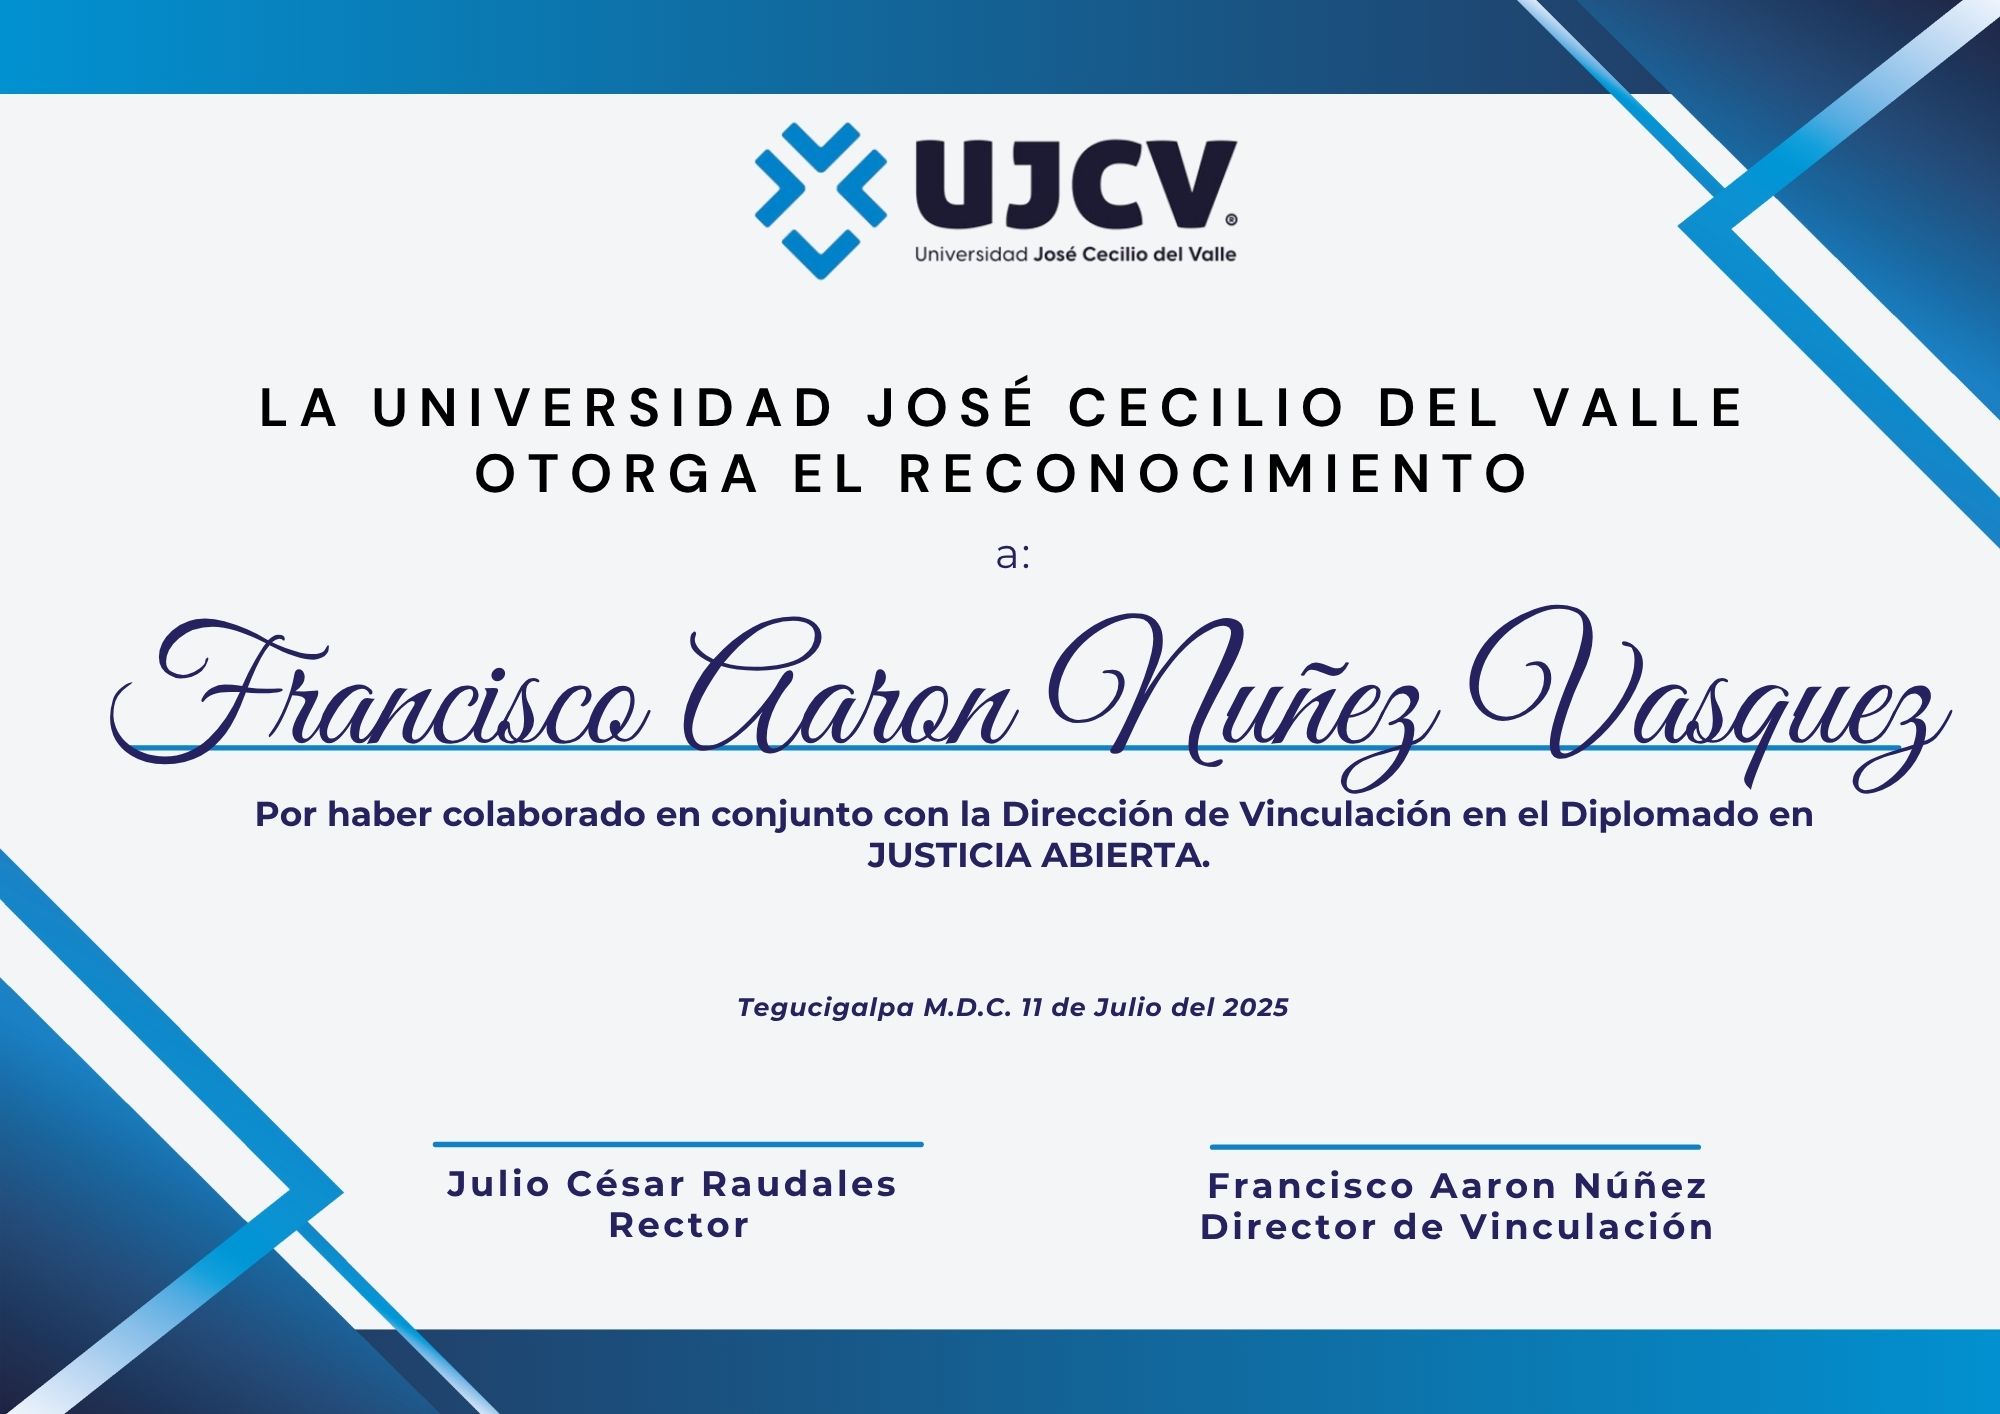 UJCV®
Universidad José Cecilio del Valle
LA UNIVERSIDAD JOSÉ CECILIO DEL VALLE
OTORGA EL RECONOCIMIENTO
a:
Francisco Aaron Nuñez Vasquez
Por haber colaborado en conjunto con la Dirección de Vinculación en el Diplomado en
JUSTICIA ABIERTA.
Tegucigalpa M.D.C. 11 de Julio del 2025
Julio César Raudales
Rector
Francisco Aaron Núñez
Director de Vinculación